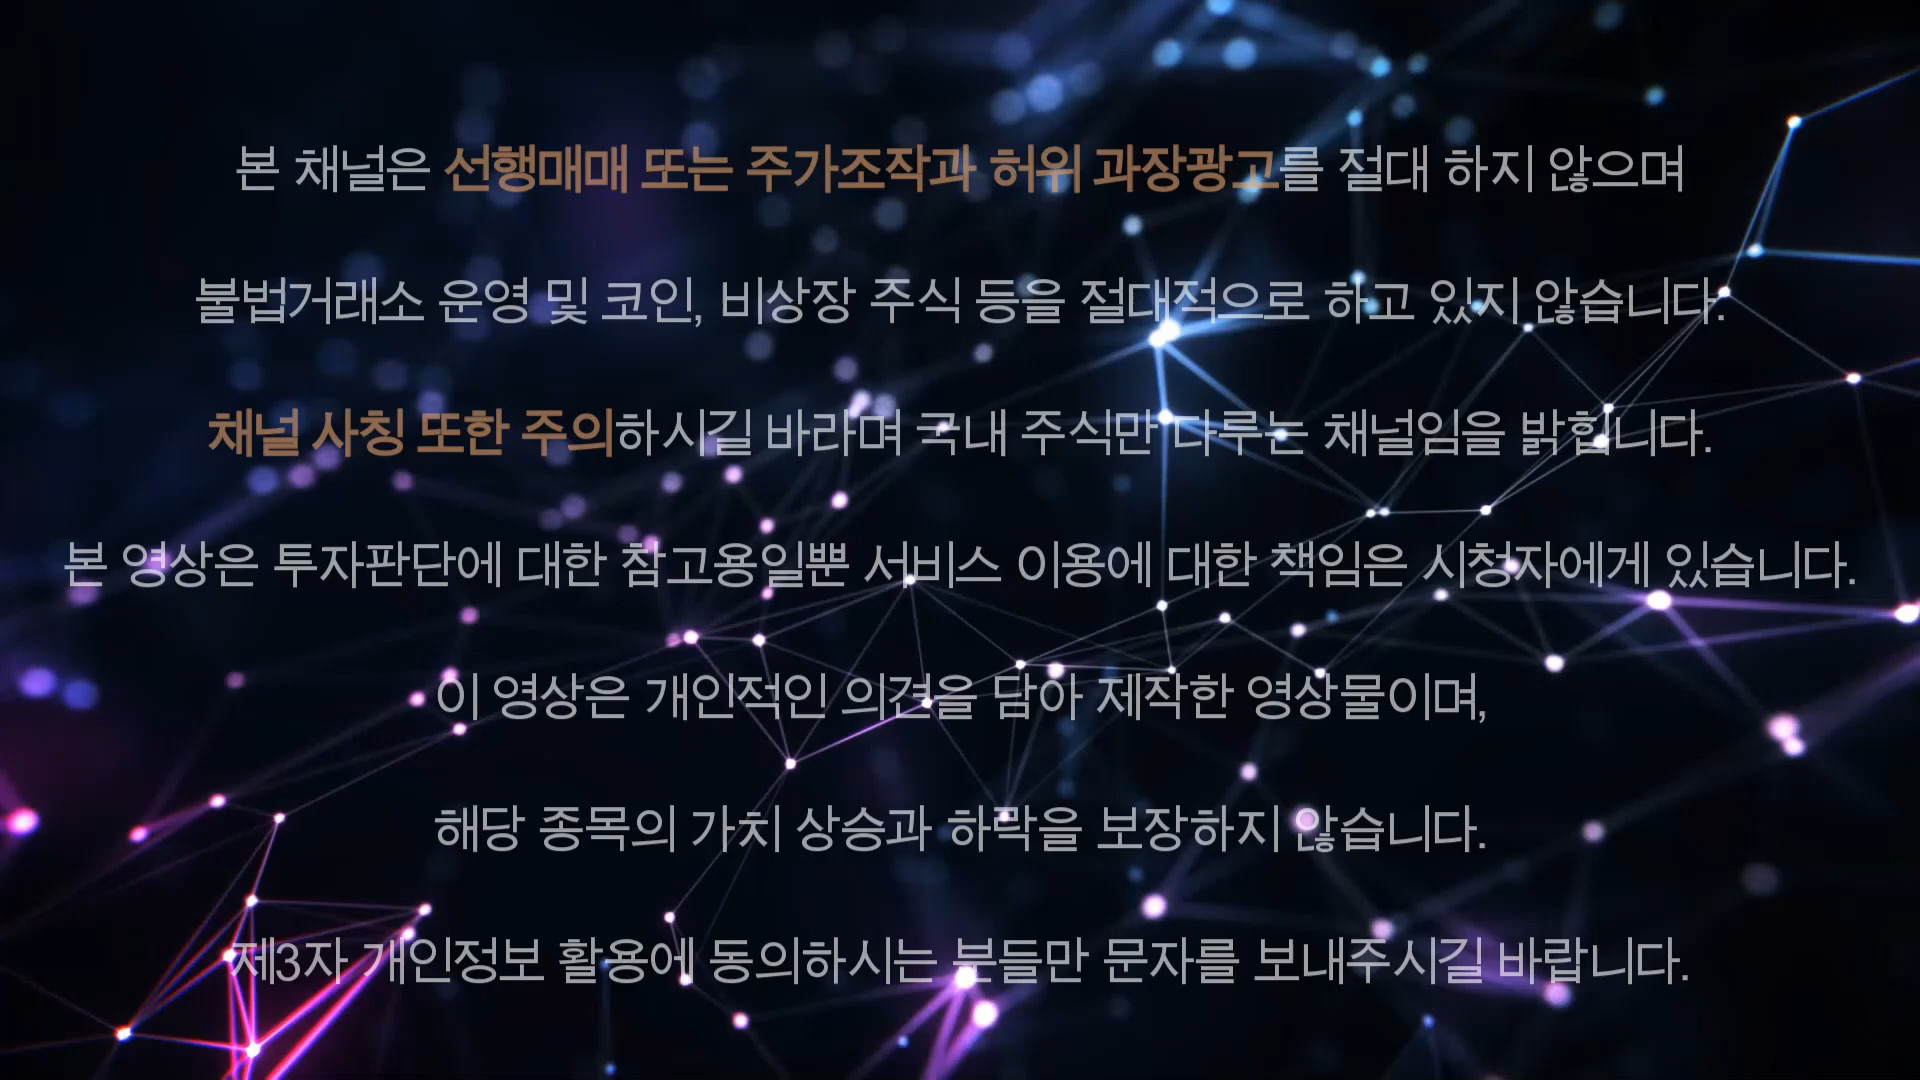 본 채널은 선행매매 또는 주가조작과 허위 과장광고를 절대 하지 않으며
불법거래소 운영 및 코인, 비상장 주식 등을 절대적으로 하고 있지 않습니다.
채널 사칭 또한 주의하시길 바라며 국내 주식만 다루는 채널임을 밝힙니다.
본 영상은 투자판단에 대한 참고용일뿐 서비스 이용에 대한 책임은 시청자에게 있습니다.
이 영상은 개인적인 의견을 담아 제작한 영상물이며,
해당 종목의 가치 상승과 하락을 보장하지 않습니다.
제3자 개인정보 활용에 동의하시는 분들만 문자를 보내주시길 바랍니다.